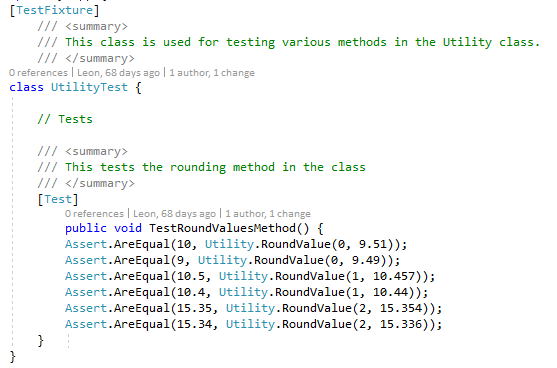 [TestFixture]
/// <summary>
/// This class is used for testing various methods in the Utility class.
/// </summary>
0 references | Leon, 68 days ago | 1 author, 1 change
class UtilityTest {
// Tests
/// <summary>
/// This tests the rounding method in the class
/// </summary>
[Test]
0 references | Leon, 68 days ago | 1 author, 1 change
public void TestRoundValuesMethod() {
Assert.AreEqual(10, Utility.RoundValue(0, 9.51));
Assert.AreEqual(9, Utility.RoundValue(0, 9.49));
Assert.AreEqual(10.5, Utility.RoundValue(1, 10.457));
Assert.AreEqual(10.4, Utility.RoundValue(1, 10.44));
Assert.AreEqual(15.35, Utility.RoundValue(2, 15.354));
Assert.AreEqual(15.34, Utility.RoundValue(2, 15.336));
}
}